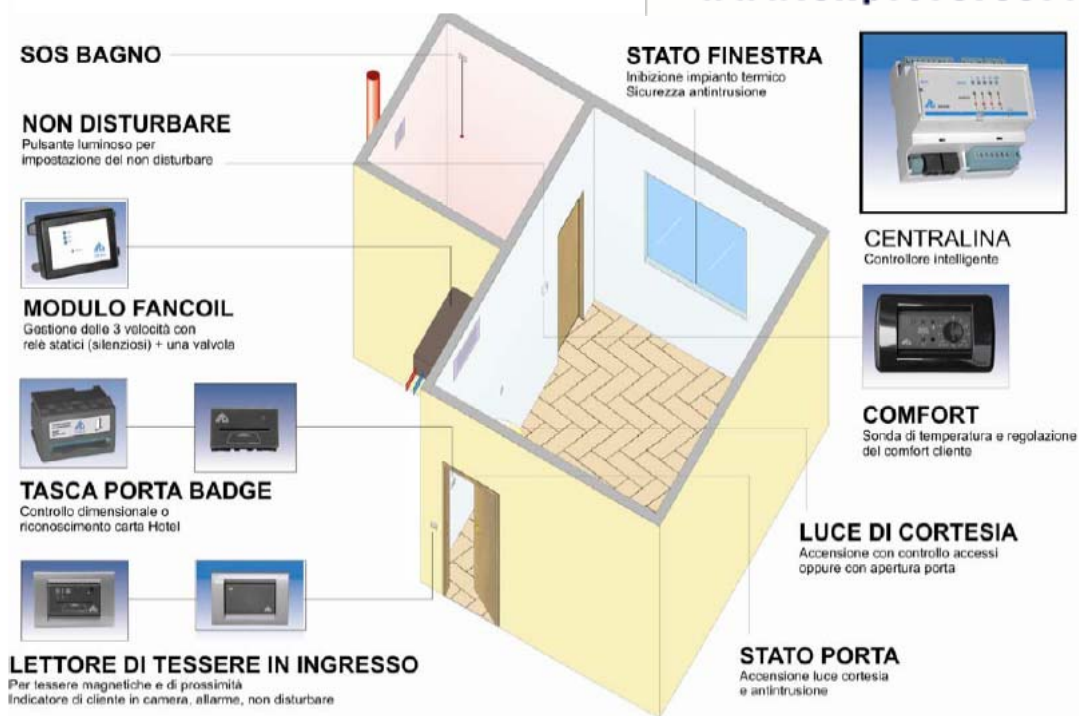 SOS BAGNO
NON DISTURBARE
Pulsante luminoso per
impostazione del non disturbare
MODULO FANCOIL
Gestione delle 3 velocità con
relè statici (silenziosi) + una valvola
TASCA PORTA BADGE
Controllo dimensionale o
riconoscimento carta Hotel
LETTORE DI TESSERE IN INGRESSO
Per tessere magnetiche e di prossimità
Indicatore di cliente in camera, allarme, non disturbare
STATO FINESTRA
Inibizione impianto termico
Sicurezza antintrusione
CENTRALINA
Controllore intelligente
COMFORT
Sonda di temperatura e regolazione
del comfort cliente
LUCE DI CORTESIA
Accensione con controllo accessi
oppure con apertura porta
STATO PORTA
Accensione luce cortesia
e antintrusione